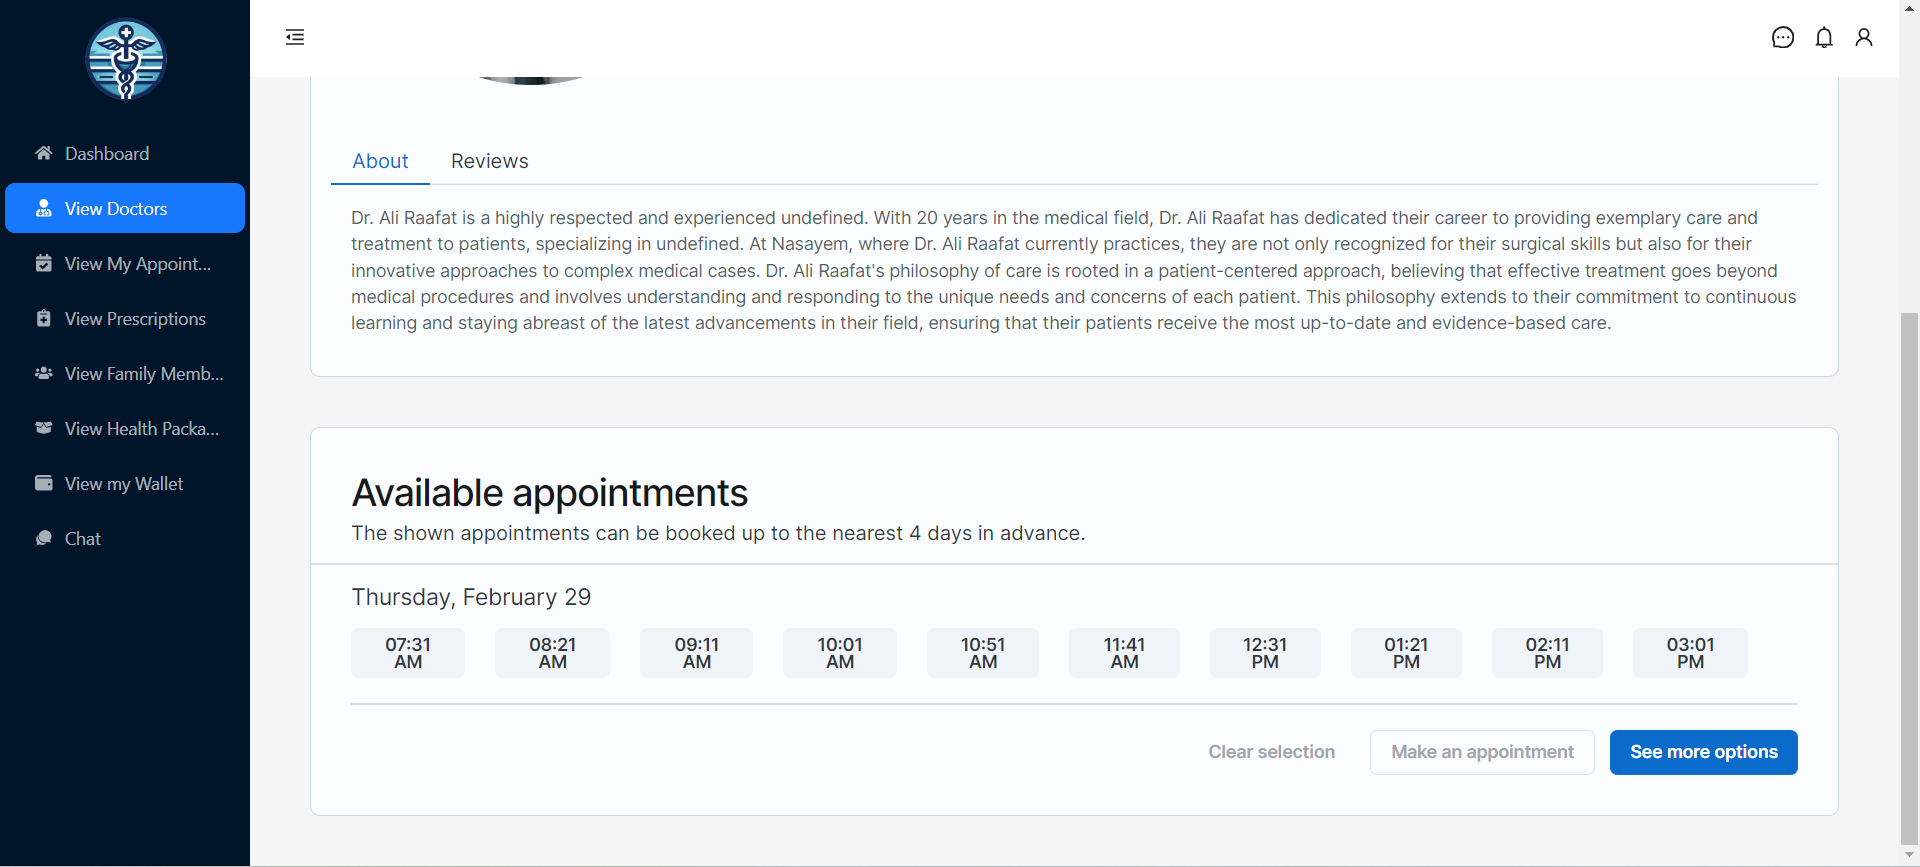 Dashboard
View Doctors
View My Appoint...
View Prescriptions
View Family Memb...
View Health Packa...
View my Wallet
Chat
About
Reviews
Dr. Ali Raafat is a highly respected and experienced undefined. With 20 years in the medical field, Dr. Ali Raafat has dedicated their career to providing exemplary care and
treatment to patients, specializing in undefined. At Nasayem, where Dr. Ali Raafat currently practices, they are not only recognized for their surgical skills but also for their
innovative approaches to complex medical cases. Dr. Ali Raafat's philosophy of care is rooted in a patient-centered approach, believing that effective treatment goes beyond
medical procedures and involves understanding and responding to the unique needs and concerns of each patient. This philosophy extends to their commitment to continuous
learning and staying abreast of the latest advancements in their field, ensuring that their patients receive the most up-to-date and evidence-based care.
Available appointments
The shown appointments can be booked up to the nearest 4 days in advance.
Thursday, February 29
07:31
AM
08:21
AM
09:11
AM
10:01
AM
10:51
AM
11:41
AM
12:31
PM
01:21
PM
02:11
PM
03:01
PM
Clear selection
Make an appointment
See more options